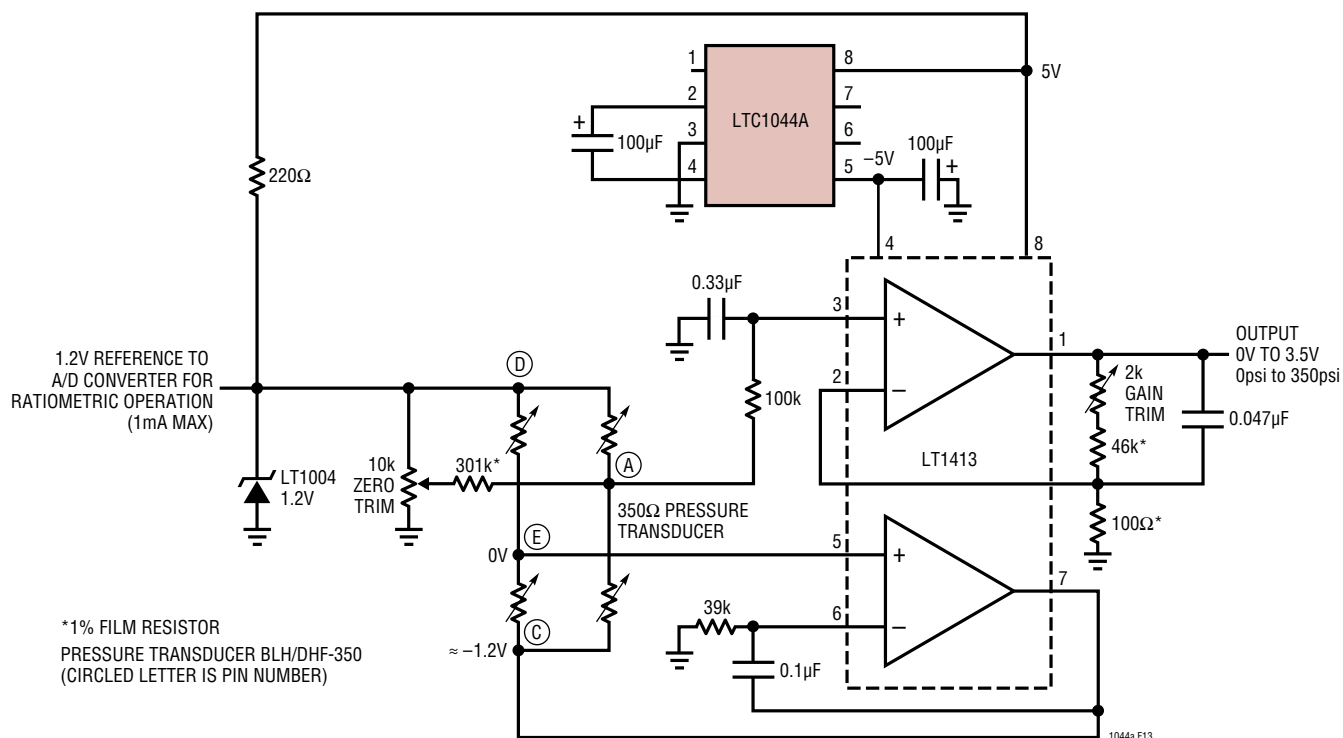 1
8
5V
2
7
LTC1044A
+
100µF
3
6
100µF
4
5
–5V
+
220Ω
4
8
0.33µF
3
+
1
OUTPUT
0V TO 3.5V
0psi to 350psi
1.2V REFERENCE TO
A/D CONVERTER FOR
RATIOMETRIC OPERATION
(1mA MAX)
D
2
–
2k
GAIN
TRIM
100k
0.047µF
46k*
LT1413
LT1004
1.2V
10k
ZERO
TRIM
301k*
A
350Ω PRESSURE
TRANSDUCER
100Ω*
0V
E
5
+
7
39k
6
–
C
≈ –1.2V
0.1µF
*1% FILM RESISTOR
PRESSURE TRANSDUCER BLH/DHF-350
(CIRCLED LETTER IS PIN NUMBER)
1044a F13